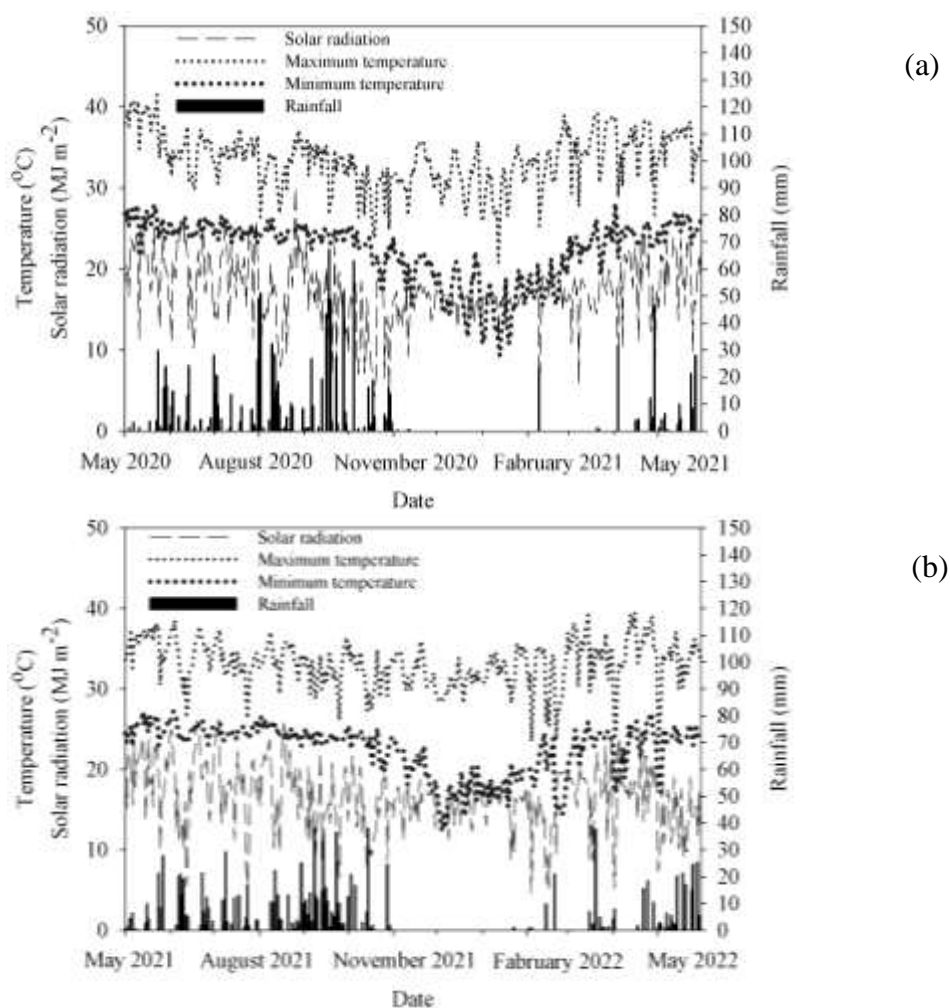 50
40
30
20
10
0
Temperature (⁰C)
Solar radiation (MJ m⁻²)
Solar radiation
Maximum temperature
Minimum temperature
Rainfall
150
140
130
120
110
100
90
80
70
60
50
40
30
20
10
0
Rainfall (mm)
(a)
May 2020 August 2020 November 2020 Fabruary 2021 May 2021
Date
50
40
30
20
10
0
Temperature (⁰C)
Solar radiation (MJ m⁻²)
Solar radiation
Maximum temperature
Minimum temperature
Rainfall
150
140
130
120
110
100
90
80
70
60
50
40
30
20
10
0
Rainfall (mm)
(b)
May 2021 August 2021 November 2021 Fabruary 2022 May 2022
Date